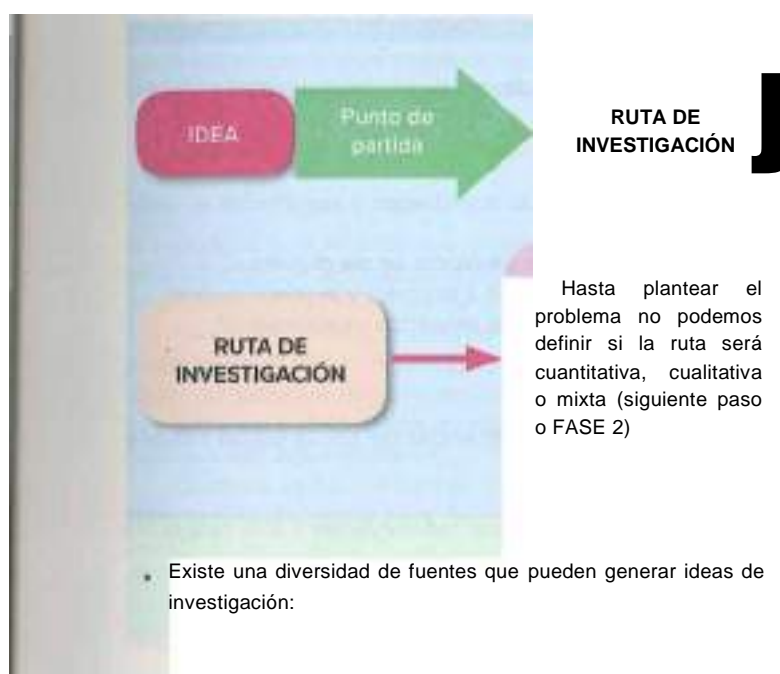 IDEA
Punto de
partida
RUTA DE
INVESTIGACIÓN
RUTA DE
INVESTIGACIÓN
Hasta plantear el
problema no podemos
definir si la ruta será
cuantitativa, cualitativa
o mixta (siguiente paso
o FASE 2)
• Existe una diversidad de fuentes que pueden generar ideas de
investigación: